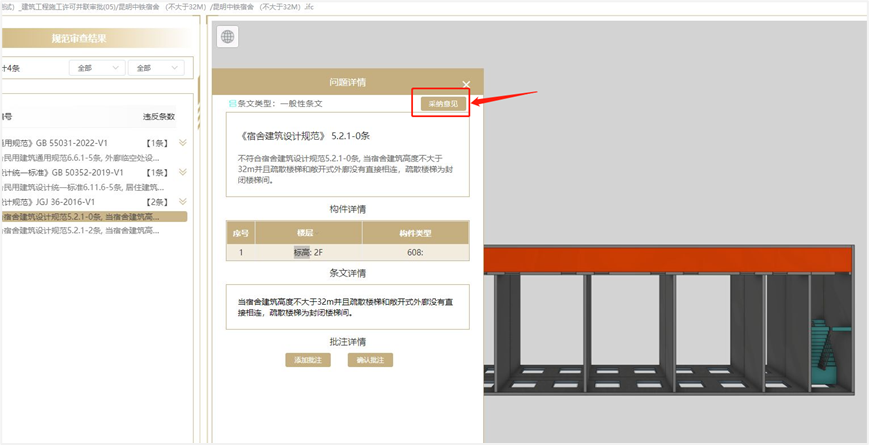 测试）_建筑工程施工许可并联审批(05)/昆明中铁宿舍 （不大于32M）/昆明中铁宿舍 （不大于32M）Jfc
规范审查结果
计4条
全部
全部
编号
违反条数
通用规范》GB 55031-2022-V1
【1条】
民用建筑通用规范6.6.1-5条, 外廊临空处设...
设计统一标准》GB 50352-2019-V1
【1条】
民用建筑设计统一标准6.11.6-5条, 居住建筑...
设计规范》JGJ 36-2016-V1
【2条】
宿舍建筑设计规范5.2.1-0条, 当宿舍建筑高...
宿舍建筑设计规范5.2.1-2条, 当宿舍建筑高...
问题详情
条文类型：一般性条文
采纳意见
《宿舍建筑设计规范》 5.2.1-0条
不符合宿舍建筑设计规范5.2.1-0条, 当宿舍建筑高度不大于
32m并且疏散楼梯和敞开式外廊没有直接相连，疏散楼梯为封
闭楼梯间。
构件详情
序号
楼层
构件类型
1
标高: 2F
608:
条文详情
当宿舍建筑高度不大于32m并且疏散楼梯和敞开式外廊没有直
接相连，疏散楼梯为封闭楼梯间。
批注详情
添加批注
确认批注